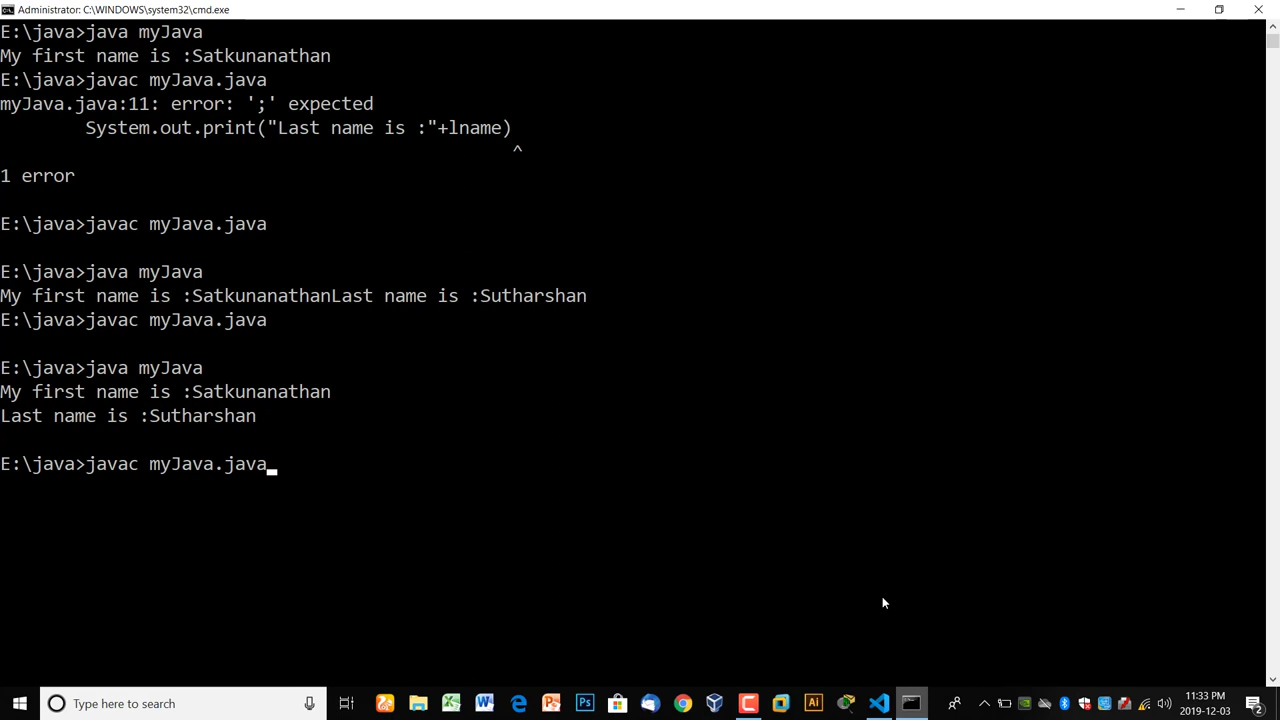 Administrator: C:\WINDOWS\system32\cmd.exe
E:\java>java myJava
My first name is :Satkunanathan
E:\java>javac myJava.java
myJava.java:11: error: ';' expected
        System.out.print("Last name is :"+lname)
                                                ^
1 error
E:\java>javac myJava.java
E:\java>java myJava
My first name is :SatkunanathanLast name is :Sutharshan
E:\java>javac myJava.java
E:\java>java myJava
My first name is :Satkunanathan
Last name is :Sutharshan
E:\java>javac myJava.java
Type here to search
11:33 PM
2019-12-03
2